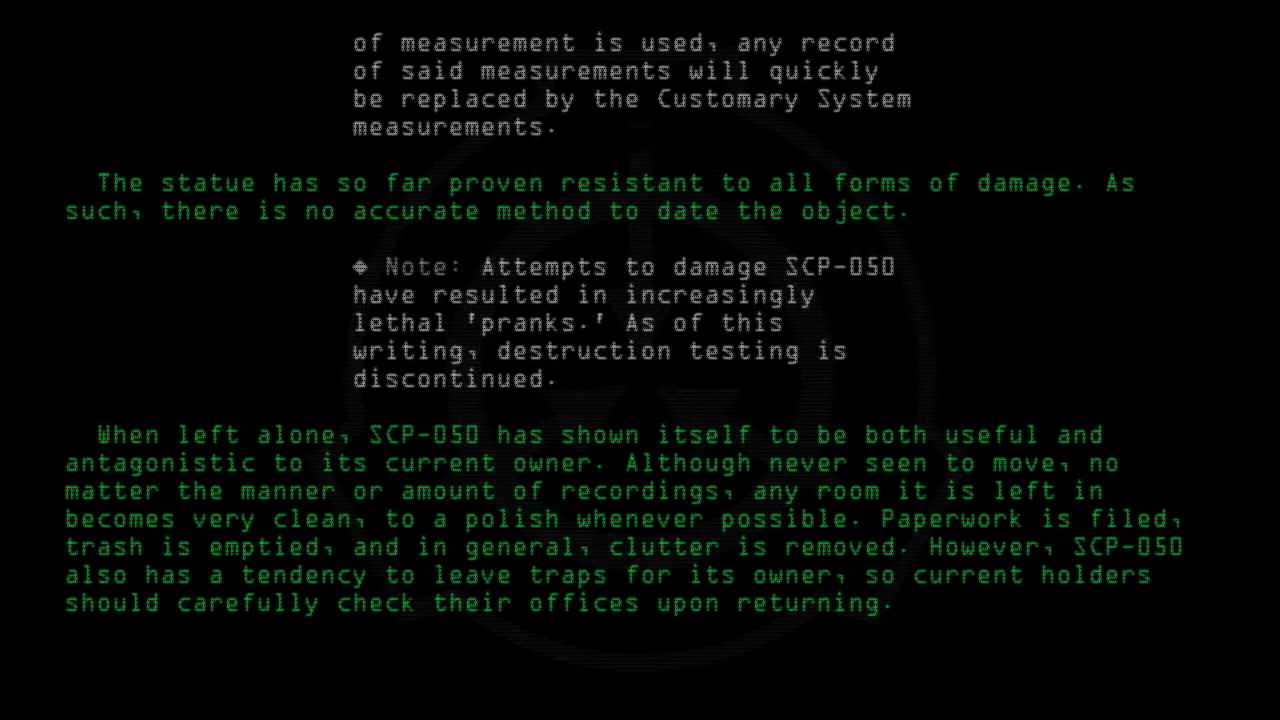 of measurement is used, any record
of said measurements will quickly
be replaced by the Customary System
measurements.
The statue has so far proven resistant to all forms of damage. As
such, there is no accurate method to date the object.
◆ Note: Attempts to damage SCP-050
have resulted in increasingly
lethal 'pranks.' As of this
writing, destruction testing is
discontinued.
When left alone, SCP-050 has shown itself to be both useful and
antagonistic to its current owner. Although never seen to move, no
matter the manner or amount of recordings, any room it is left in
becomes very clean, to a polish whenever possible. Paperwork is filed,
trash is emptied, and in general, clutter is removed. However, SCP-050
also has a tendency to leave traps for its owner, so current holders
should carefully check their offices upon returning.